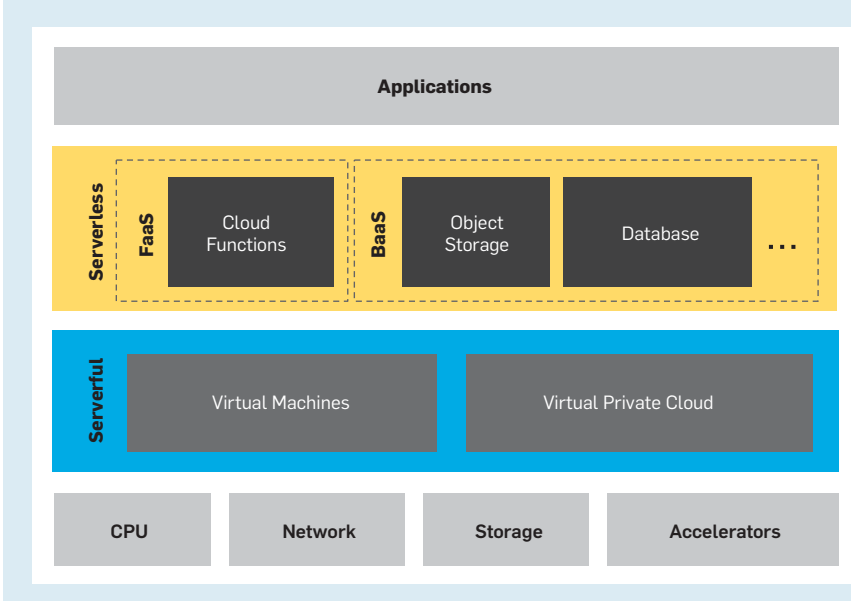 Applications
Serverless
FaaS
Cloud
Functions
BaaS
Object
Storage
Database
...
Serverful
Virtual Machines
Virtual Private Cloud
CPU
Network
Storage
Accelerators